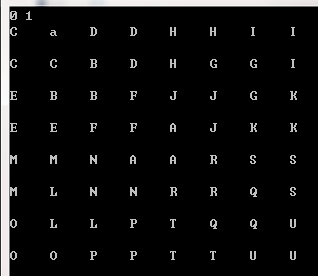 0 1
C a D D H H I I
C C B D H G G I
E B B F J J G K
E E F F A J K K
M M N A A R S S
M L N N R R Q S
O L L P T Q Q U
O O P P T T U U